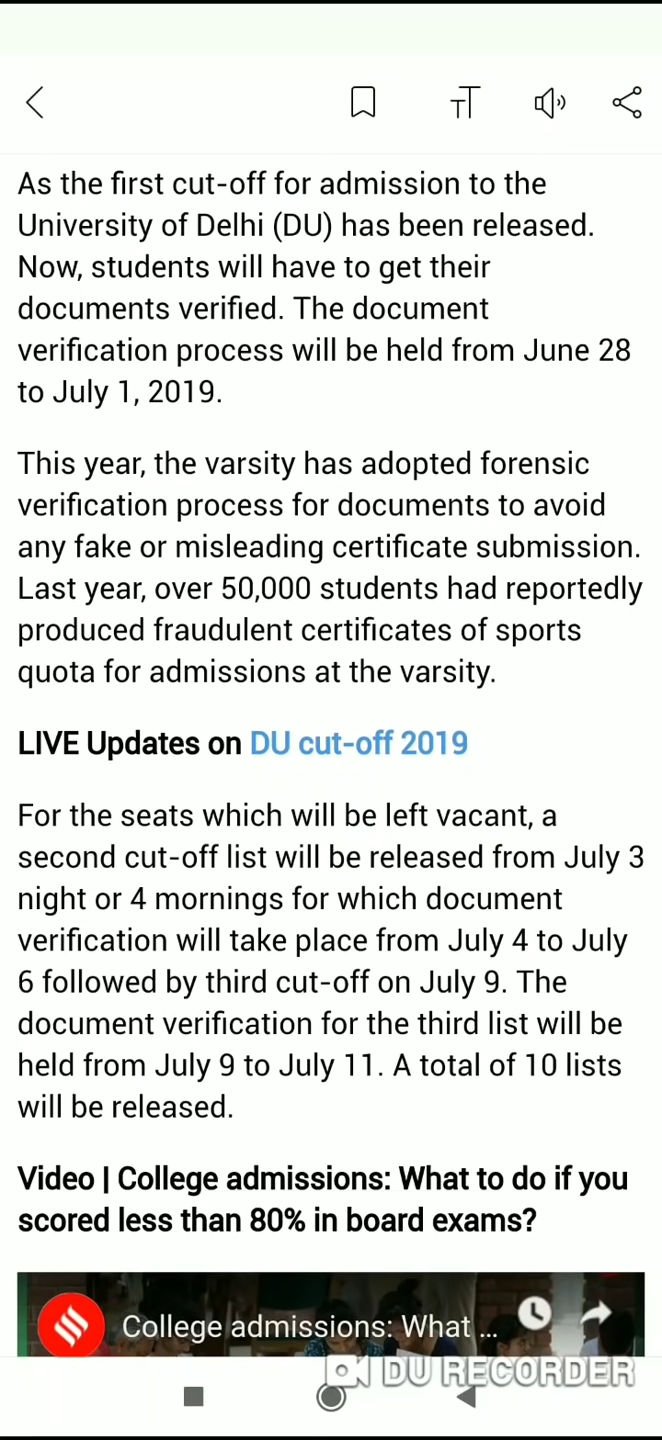 As the first cut-off for admission to the
University of Delhi (DU) has been released.
Now, students will have to get their
documents verified. The document
verification process will be held from June 28
to July 1, 2019.
This year, the varsity has adopted forensic
verification process for documents to avoid
any fake or misleading certificate submission.
Last year, over 50,000 students had reportedly
produced fraudulent certificates of sports
quota for admissions at the varsity.
LIVE Updates on DU cut-off 2019
For the seats which will be left vacant, a
second cut-off list will be released from July 3
night or 4 mornings for which document
verification will take place from July 4 to July
6 followed by third cut-off on July 9. The
document verification for the third list will be
held from July 9 to July 11. A total of 10 lists
will be released.
Video | College admissions: What to do if you
scored less than 80% in board exams?
College admissions: What ...
DU RECORDER